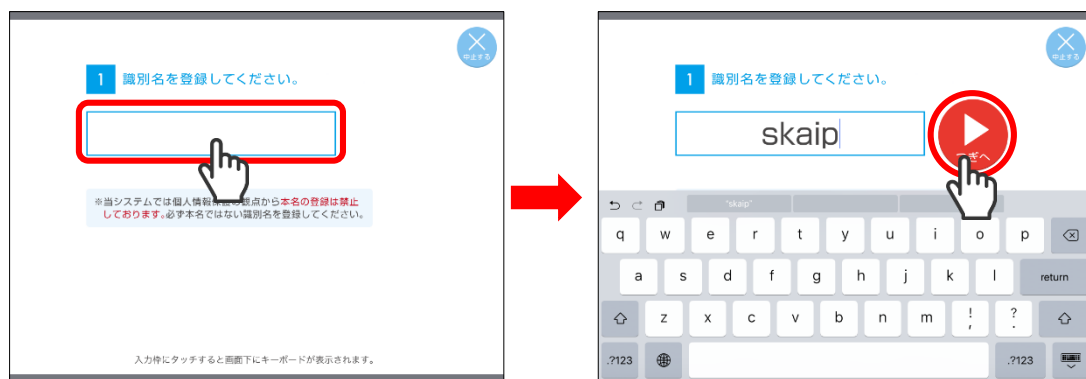 中止する
1 識別名を登録してください。
※当システムでは個人情報保護の観点から本名の登録は禁止
しております。必ず本名ではない識別名を登録してください。
入力枠にタッチすると画面下にキーボードが表示されます。
中止する
1 識別名を登録してください。
skaip
つぎへ
"skaip"
q w e r t y u i o p
a s d f g h j k l return
z x c v b n m ! , ? .
.?123 .?123